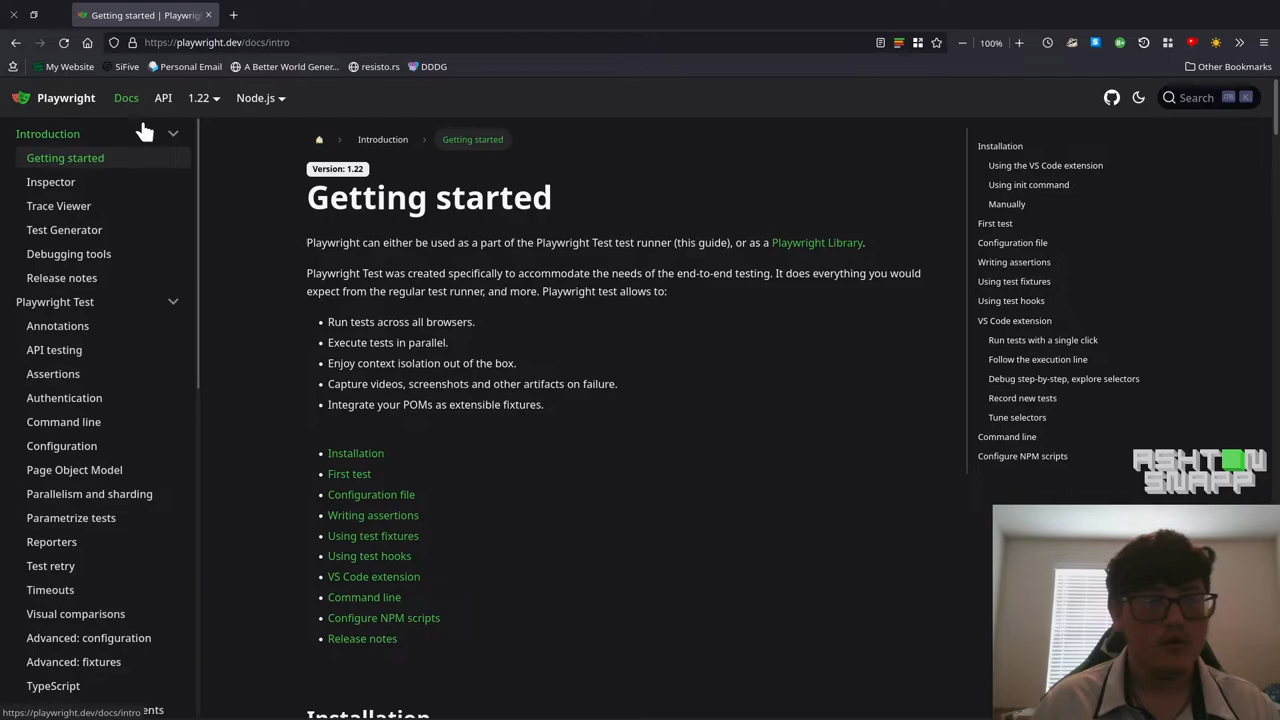 Getting started | Playwrig
https://playwright.dev/docs/intro
100%
My Website
SiFive
Personal Email
A Better World Gener...
resisto.rs
DDDG
Other Bookmarks
Playwright
Docs
API
1.22
Node.js
Search
Introduction
Getting started
Inspector
Trace Viewer
Test Generator
Debugging tools
Release notes
Playwright Test
Annotations
API testing
Assertions
Authentication
Command line
Configuration
Page Object Model
Parallelism and sharding
Parametrize tests
Reporters
Test retry
Timeouts
Visual comparisons
Advanced: configuration
Advanced: fixtures
TypeScript
ents
https://playwright.dev/docs/intro
Introduction
Getting started
Version: 1.22
Getting started
Playwright can either be used as a part of the Playwright Test test runner (this guide), or as a Playwright Library.
Playwright Test was created specifically to accommodate the needs of the end-to-end testing. It does everything you would
expect from the regular test runner, and more. Playwright test allows to:
• Run tests across all browsers.
• Execute tests in parallel.
• Enjoy context isolation out of the box.
• Capture videos, screenshots and other artifacts on failure.
• Integrate your POMs as extensible fixtures.
• Installation
• First test
• Configuration file
• Writing assertions
• Using test fixtures
• Using test hooks
• VS Code extension
• Command line
• Configure NPM scripts
• Release notes
Installation
Installation
Using the VS Code extension
Using init command
Manually
First test
Configuration file
Writing assertions
Using test fixtures
Using test hooks
VS Code extension
Run tests with a single click
Follow the execution line
Debug step-by-step, explore selectors
Record new tests
Tune selectors
Command line
Configure NPM scripts
ASHTON
SNAPP